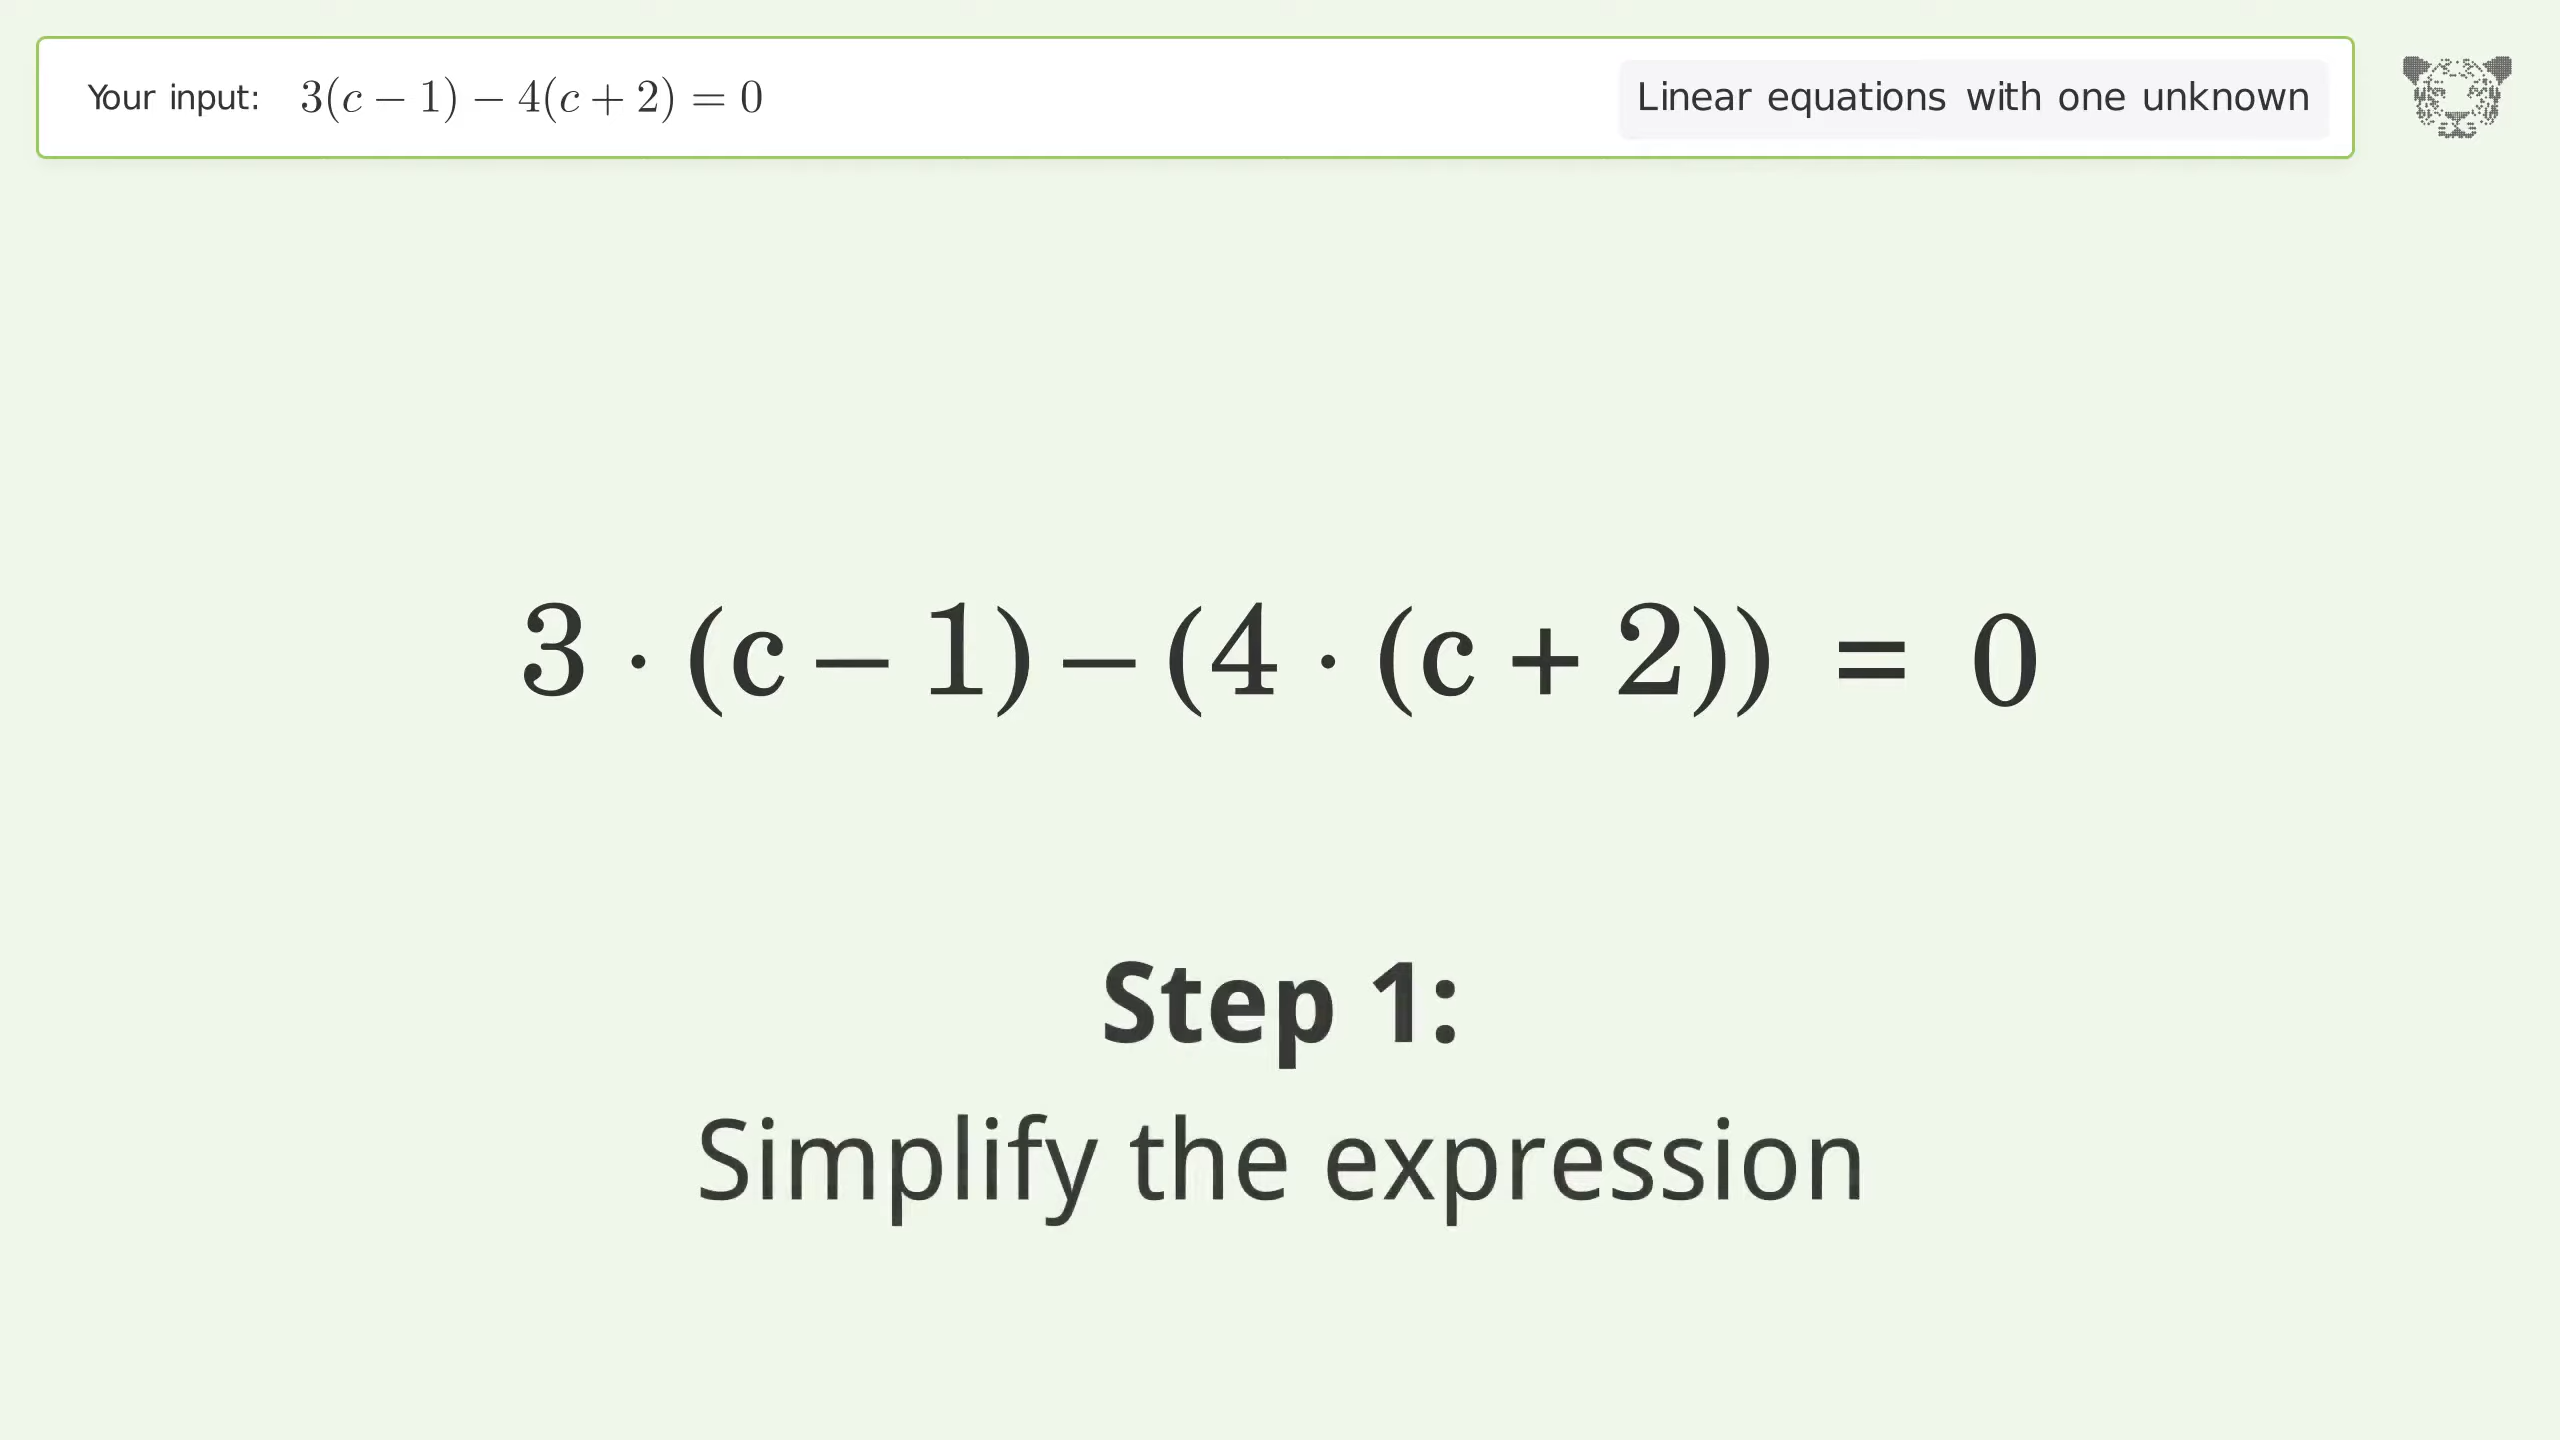 Your input: 3(c − 1) − 4(c + 2) = 0
Linear equations with one unknown
3 · (c − 1) − (4 · (c + 2)) = 0
Step 1:
Simplify the expression